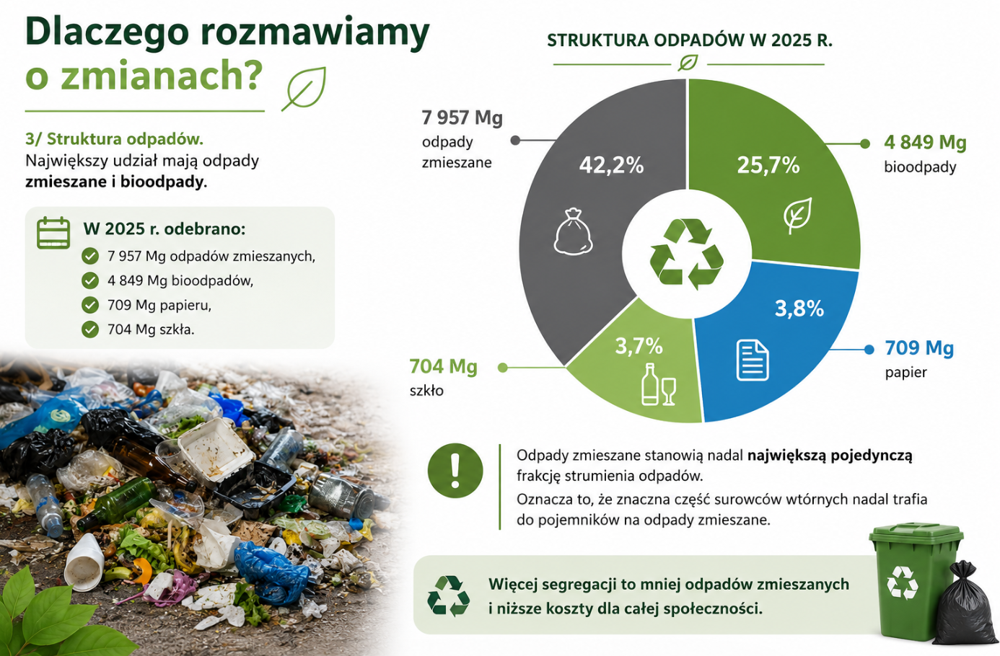 Dlaczego rozmawiamy
o zmianach?
3/ Struktura odpadów.
Największy udział mają odpady
zmieszane i bioodpady.
W 2025 r. odebrano:
7 957 Mg odpadów zmieszanych,
4 849 Mg bioodpadów,
709 Mg papieru,
704 Mg szkła.
STRUKTURA ODPADÓW W 2025 R.
7 957 Mg
odpady
zmieszane
42,2%
25,7%
4 849 Mg
bioodpady
3,8%
709 Mg
papier
3,7%
704 Mg
szkło
Odpady zmieszane stanowią nadal największą pojedynczą
frakcję strumienia odpadów.
Oznacza to, że znaczna część surowców wtórnych nadal trafia
do pojemników na odpady zmieszane.
Więcej segregacji to mniej odpadów zmieszanych
i niższe koszty dla całej społeczności.